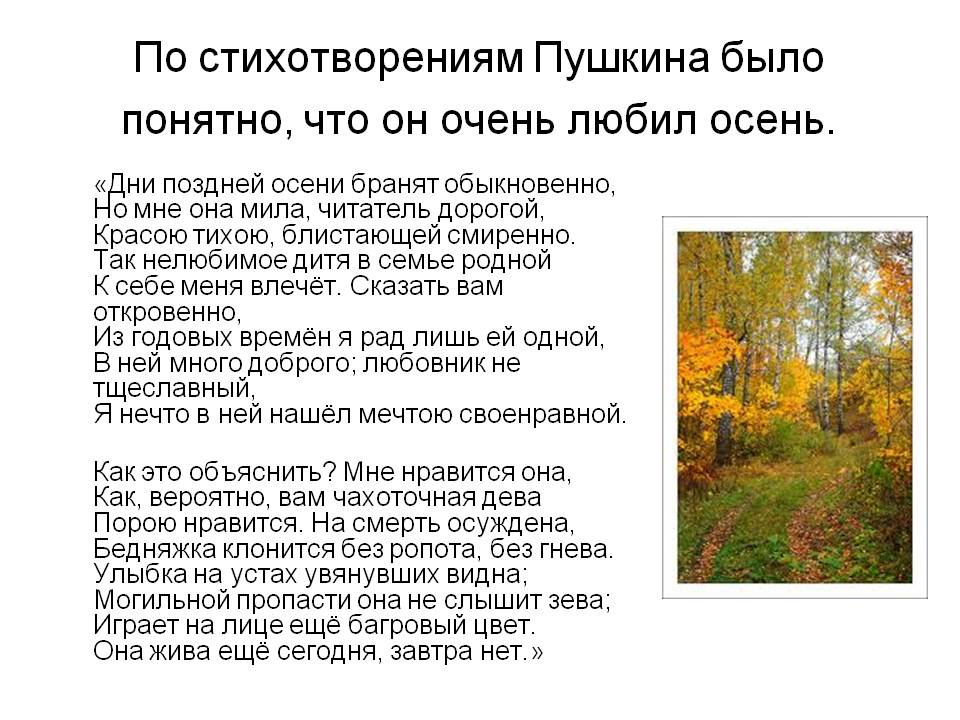 По стихотворениям Пушкина было
понятно, что он очень любил осень.
«Дни поздней осени бранят обыкновенно,
Но мне она мила, читатель дорогой,
Красою тихою, блистающей смиренно.
Так нелюбимое дитя в семье родной
К себе меня влечёт. Сказать вам
откровенно,
Из годовых времён я рад лишь ей одной,
В ней много доброго; любовник не
тщеславный,
Я нечто в ней нашёл мечтою своенравной.
Как это объяснить? Мне нравится она,
Как, вероятно, вам чахоточная дева
Порою нравится. На смерть осуждена,
Бедняжка клонится без ропота, без гнева.
Улыбка на устах увянувших видна;
Могильной пропасти она не слышит зева;
Играет на лице ещё багровый цвет.
Она жива ещё сегодня, завтра нет.»